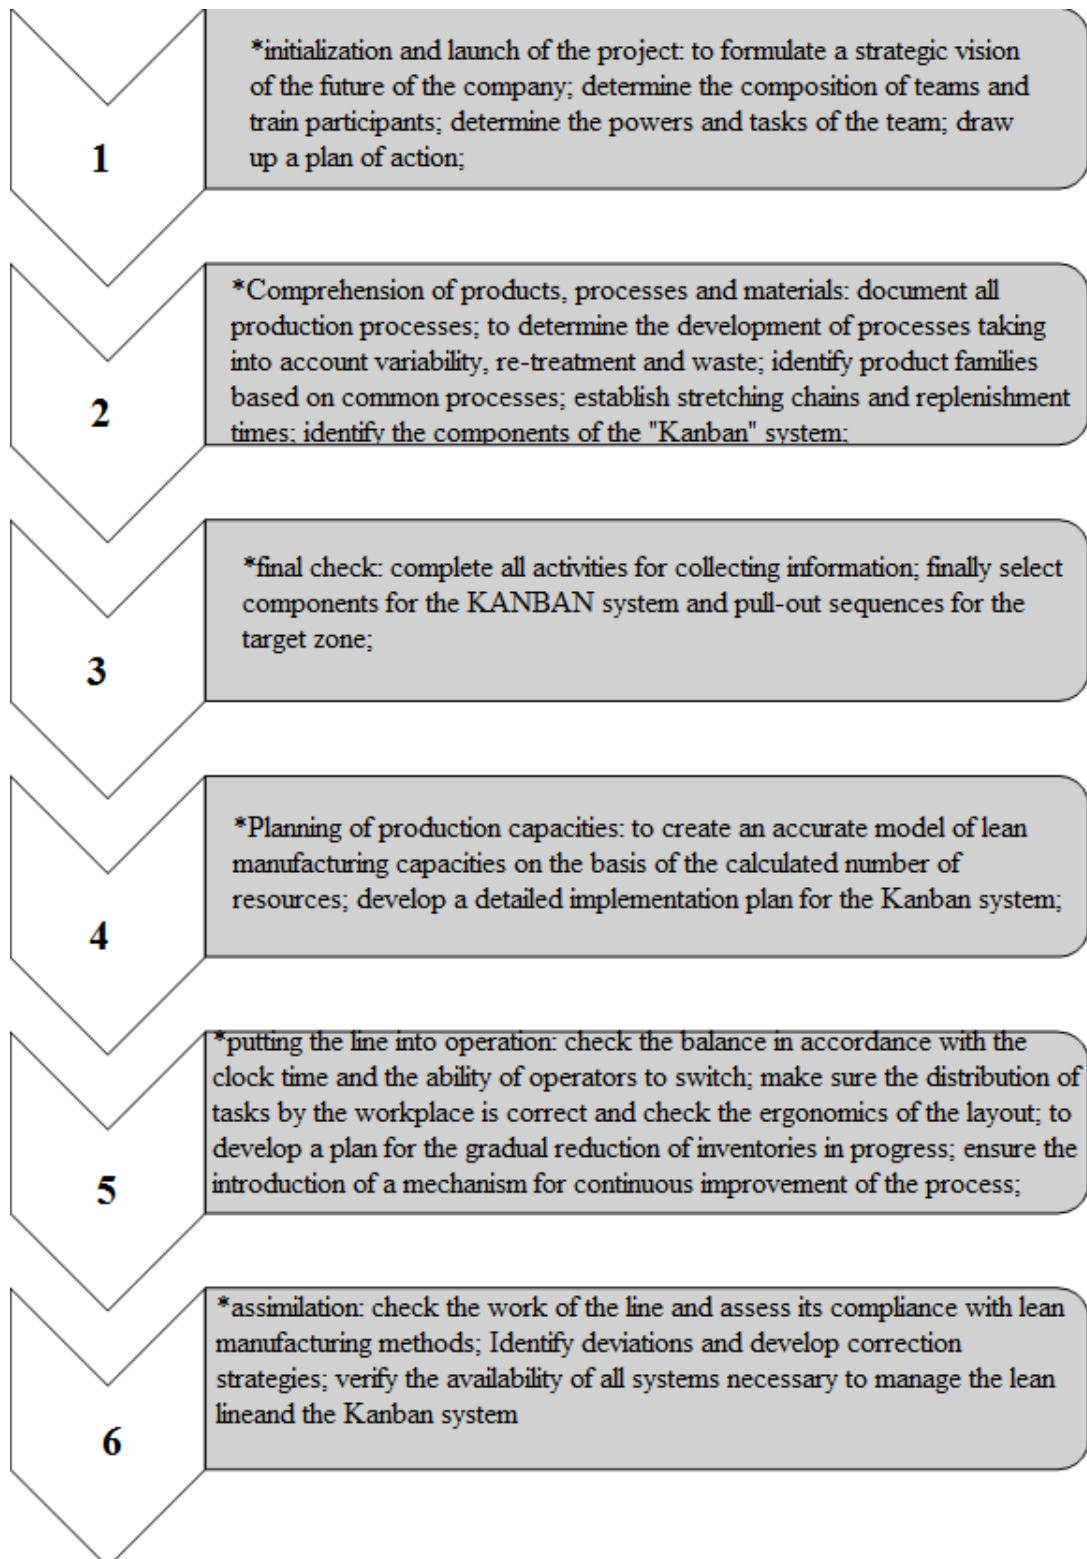 *initialization and launch of the project: to formulate a strategic vision
of the future of the company; determine the composition of teams and
train participants; determine the powers and tasks of the team; draw
up a plan of action;
1
*Comprehension of products, processes and materials: document all
production processes; to determine the development of processes taking
into account variability, re-treatment and waste; identify product families
based on common processes; establish stretching chains and replenishment
times; identify the components of the "Kanban" system;
2
*final check: complete all activities for collecting information; finally select
components for the KANBAN system and pull-out sequences for the
target zone;
3
*Planning of production capacities: to create an accurate model of lean
manufacturing capacities on the basis of the calculated number of
resources; develop a detailed implementation plan for the Kanban system;
4
*putting the line into operation: check the balance in accordance with the
clock time and the ability of operators to switch; make sure the distribution of
tasks by the workplace is correct and check the ergonomics of the layout; to
develop a plan for the gradual reduction of inventories in progress; ensure the
introduction of a mechanism for continuous improvement of the process;
5
*assimilation: check the work of the line and assess its compliance with lean
manufacturing methods; Identify deviations and develop correction
strategies; verify the availability of all systems necessary to manage the lean
lineand the Kanban system
6